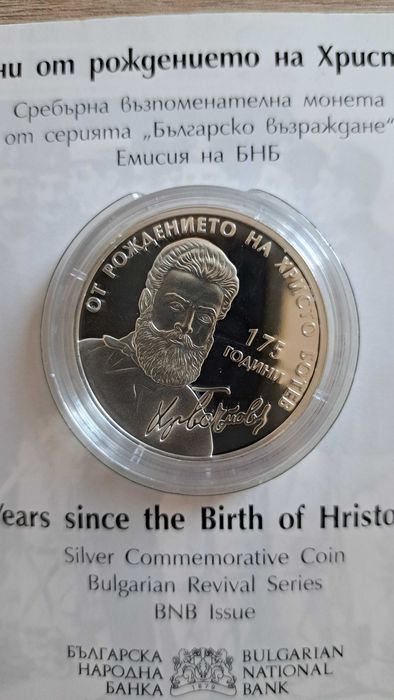 ни от рождението на Христ
Сребърна възпоменателна монета
от серията „Българско възраждане“
Емисия на БНБ
ОТ РОЖДЕНИЕТО НА ХРИСТО БОТЕВ
175
ГОДИНИ
ХрБотйовъ
Years since the Birth of Hristo
Silver Commemorative Coin
Bulgarian Revival Series
BNB Issue
БЪЛГАРСКА
НАРОДНА
БАНКА
1879
BULGARIAN
NATIONAL
BANK